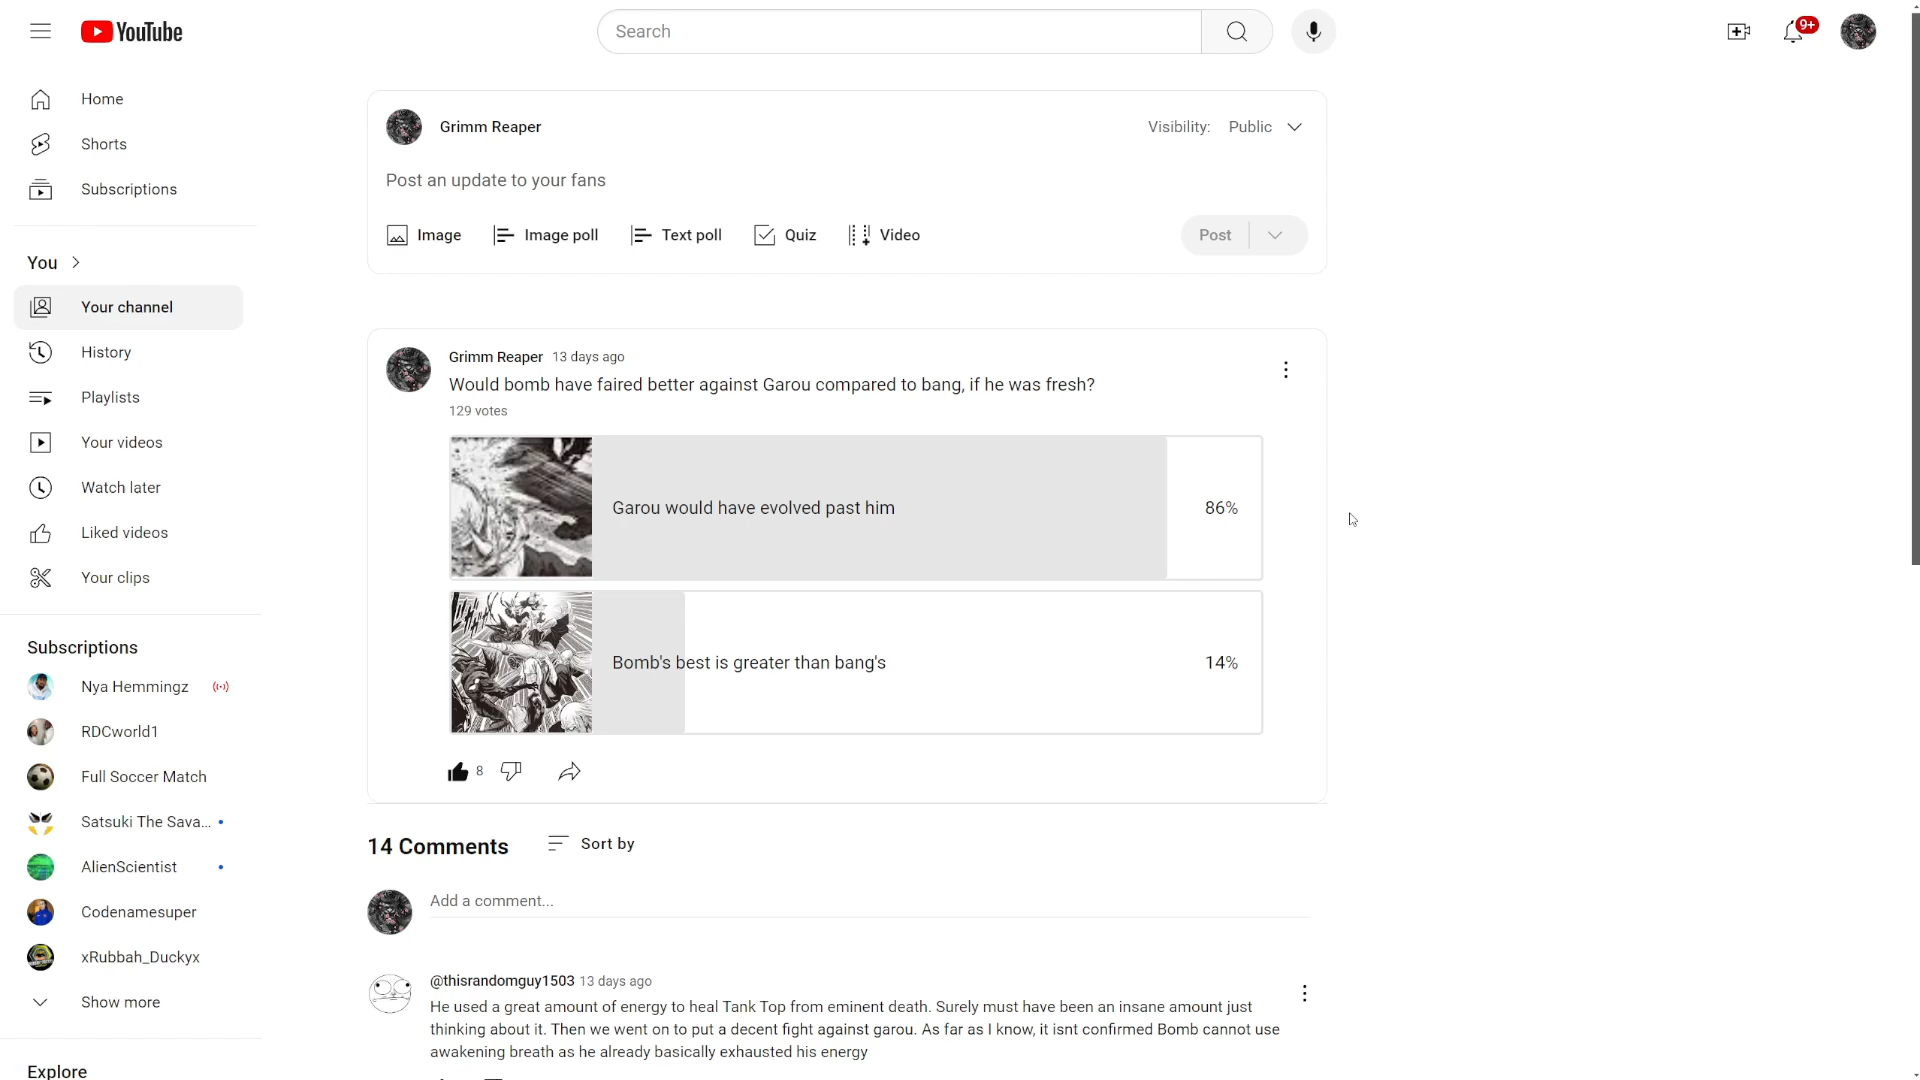 YouTube
Search
9+
Home
Shorts
Subscriptions
You
Your channel
History
Playlists
Your videos
Watch later
Liked videos
Your clips
Subscriptions
Nya Hemmingz
RDCworld1
Full Soccer Match
Satsuki The Sava...
AlienScientist
Codenamesuper
xRubbah_Duckyx
Show more
Explore
Grimm Reaper
Visibility: Public
Post an update to your fans
Image
Image poll
Text poll
Quiz
Video
Post
Grimm Reaper 13 days ago
Would bomb have faired better against Garou compared to bang, if he was fresh?
129 votes
Garou would have evolved past him 86%
Bomb's best is greater than bang's 14%
8
14 Comments
Sort by
Add a comment...
@thisrandomguy1503 13 days ago
He used a great amount of energy to heal Tank Top from eminent death. Surely must have been an insane amount just
thinking about it. Then we went on to put a decent fight against garou. As far as I know, it isnt confirmed Bomb cannot use
awakening breath as he already basically exhausted his energy